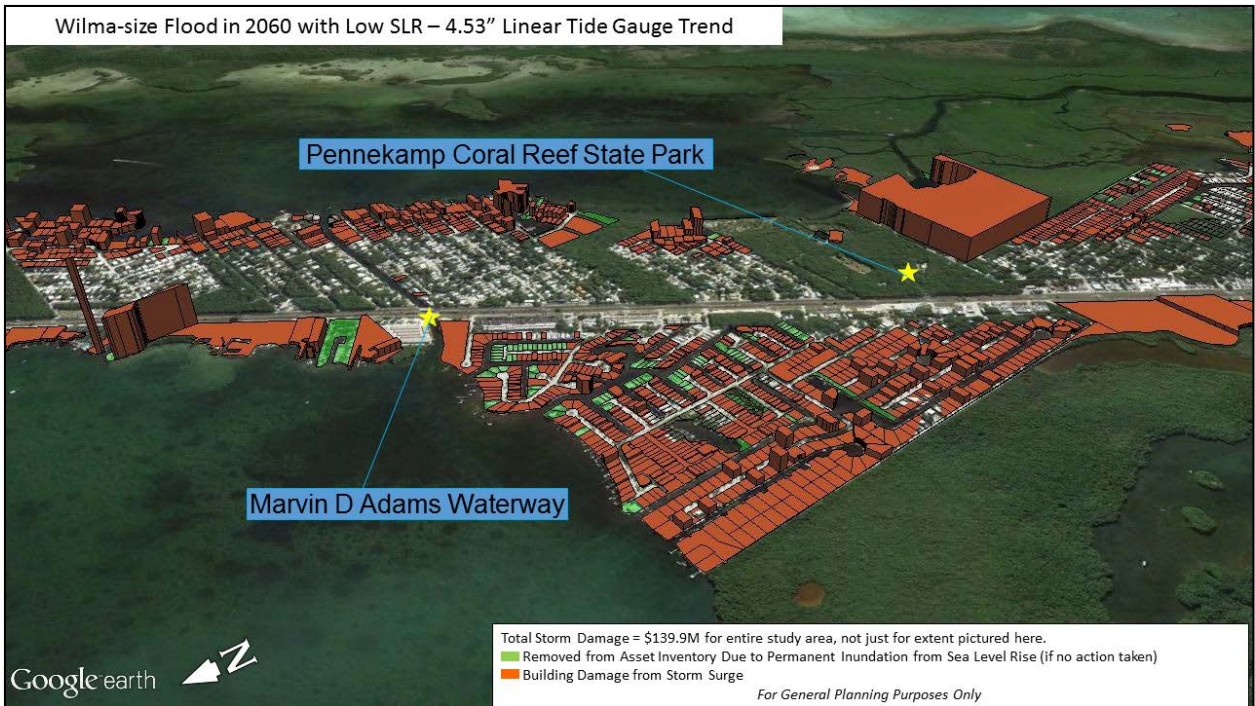 Wilma-size Flood in 2060 with Low SLR – 4.53” Linear Tide Gauge Trend
Pennekamp Coral Reef State Park
Marvin D Adams Waterway
Total Storm Damage = $139.9M for entire study area, not just for extent pictured here.
Removed from Asset Inventory Due to Permanent Inundation from Sea Level Rise (if no action taken)
Building Damage from Storm Surge
For General Planning Purposes Only
Google earth
N